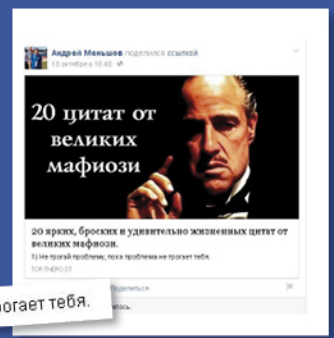 Андрей Меньшов поделился ссылкой
10 октября в 10:40
20 цитат от
великих
мафиози
20 ярких, броских и удивительно жизненных цитат от
великих мафиози.
1) Не трогай проблему, пока проблема не трогает тебя.
Поделиться
рогает тебя.